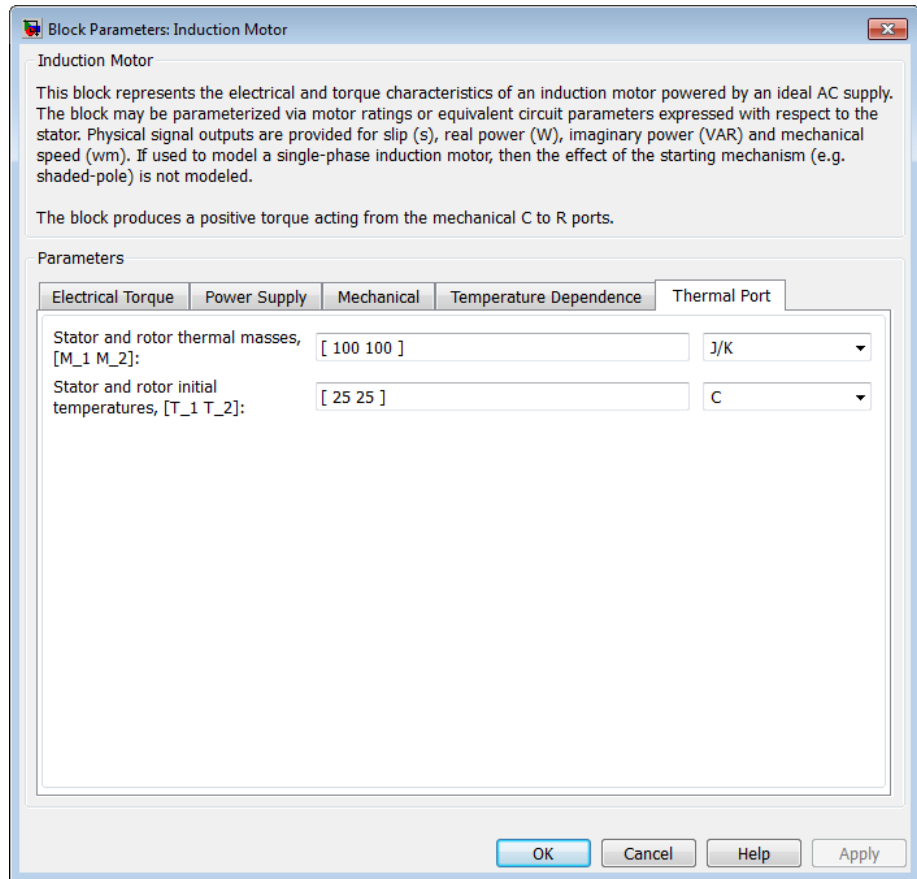 Block Parameters: Induction Motor
Induction Motor
This block represents the electrical and torque characteristics of an induction motor powered by an ideal AC supply.
The block may be parameterized via motor ratings or equivalent circuit parameters expressed with respect to the
stator. Physical signal outputs are provided for slip (s), real power (W), imaginary power (VAR) and mechanical
speed (wm). If used to model a single-phase induction motor, then the effect of the starting mechanism (e.g.
shaded-pole) is not modeled.
The block produces a positive torque acting from the mechanical C to R ports.
Parameters
Electrical Torque Power Supply Mechanical Temperature Dependence Thermal Port
Stator and rotor thermal masses,
[M_1 M_2]:
[ 100 100 ] J/K
Stator and rotor initial
temperatures, [T_1 T_2]:
[ 25 25 ] C
OK Cancel Help Apply